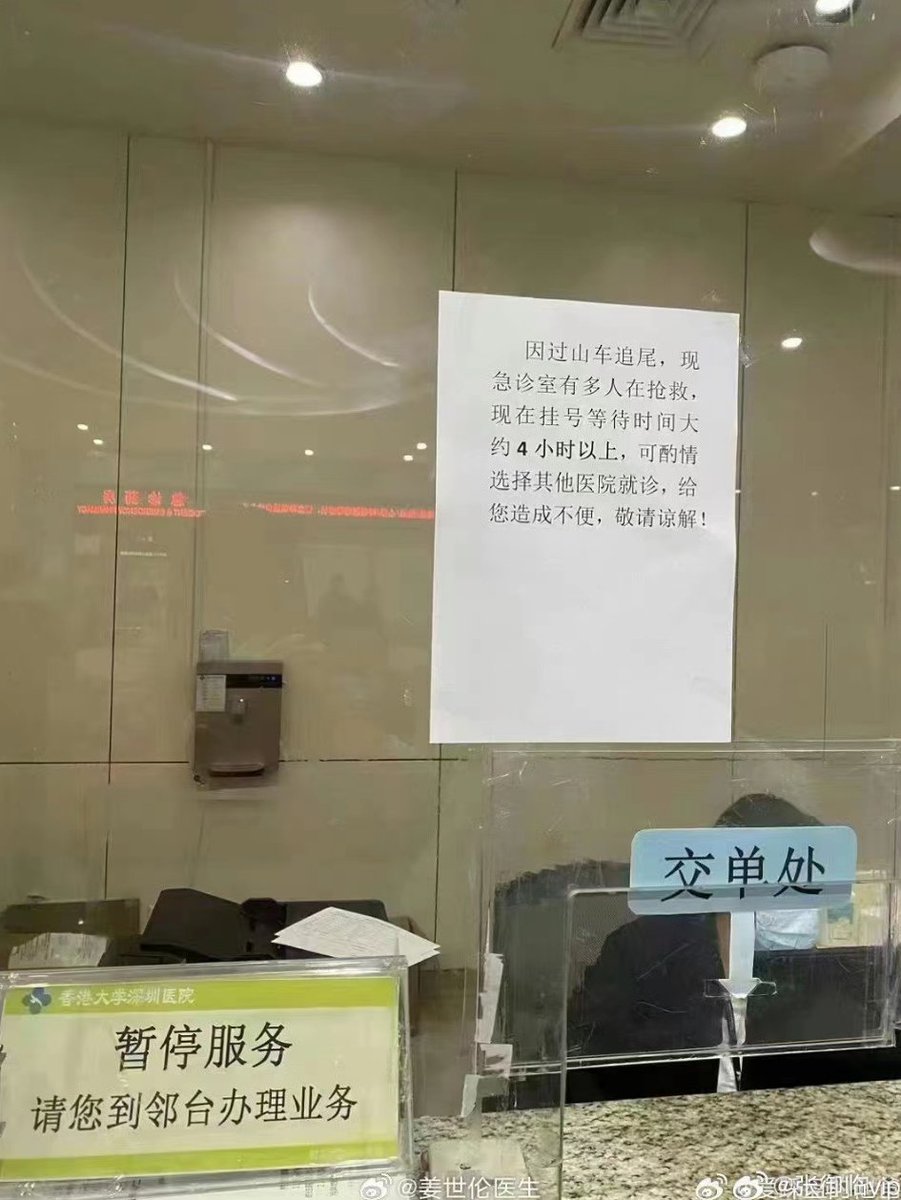 因过山车追尾，现
急诊室有多人在抢救，
现在挂号等待时间大
约 4 小时以上，可酌情
选择其他医院就诊，给
您造成不便，敬请谅解！
交单处
香港大学深圳医院
暂停服务
请您到邻台办理业务
@姜世伦医生